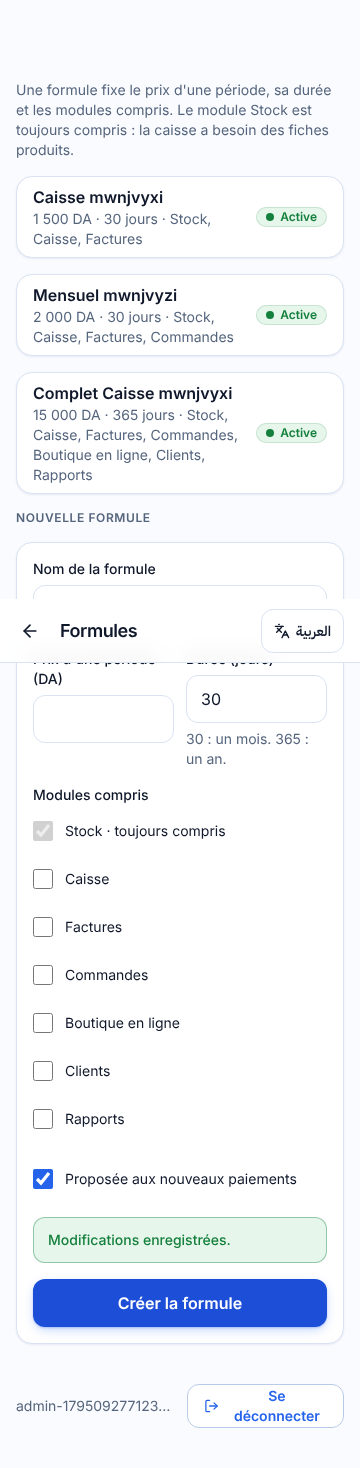 Une formule fixe le prix d'une période, sa durée
et les modules compris. Le module Stock est
toujours compris : la caisse a besoin des fiches
produits.
Caisse mwnjvyxi
1 500 DA · 30 jours · Stock,
Caisse, Factures
Active
Mensuel mwnjvyzi
2 000 DA · 30 jours · Stock,
Caisse, Factures, Commandes
Active
Complet Caisse mwnjvyxi
15 000 DA · 365 jours · Stock,
Caisse, Factures, Commandes,
Boutique en ligne, Clients,
Rapports
Active
NOUVELLE FORMULE
Nom de la formule
Formules
العربية
Prix d'une période
(DA)
Durée (jours)
30
30 : un mois. 365 :
un an.
Modules compris
Stock · toujours compris
Caisse
Factures
Commandes
Boutique en ligne
Clients
Rapports
Proposée aux nouveaux paiements
Modifications enregistrées.
Créer la formule
admin-179509277123...
Se
déconnecter